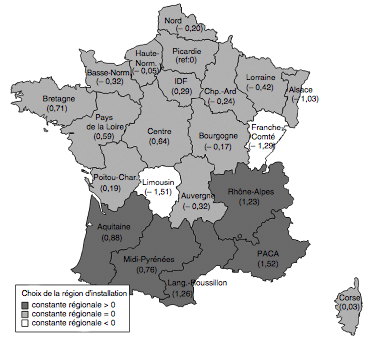 Nord
(– 0,20)
Haute-
Norm.
(– 0,05)
Picardie
(ref:0)
Basse-Norm.
(– 0,32)
IDF
(0,29)
Chp.-Ard
(– 0,24)
Lorraine
(– 0,42)
Alsace
(– 1,03)
Bretagne
(0,71)
Pays
de la Loire
(0,59)
Centre
(0,64)
Bourgogne
(– 0,17)
Franche
Comté
(– 1,29)
Poitou-Char.
(0,19)
Limousin
(– 1,51)
Auvergne
(– 0,32)
Rhône-Alpes
(1,23)
Aquitaine
(0,88)
Midi-Pyrénées
(0,76)
Lang.-Roussillon
(1,26)
PACA
(1,52)
Corse
(0,03)
Choix de la région d'installation
constante régionale > 0
constante régionale = 0
constante régionale < 0